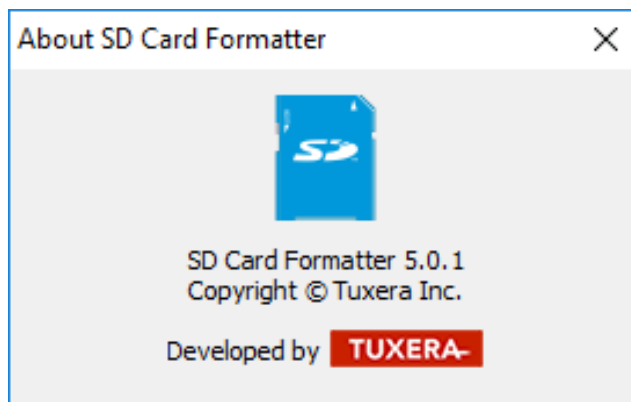 About SD Card Formatter
SD
SD Card Formatter 5.0.1
Copyright © Tuxera Inc.
Developed by TUXERA